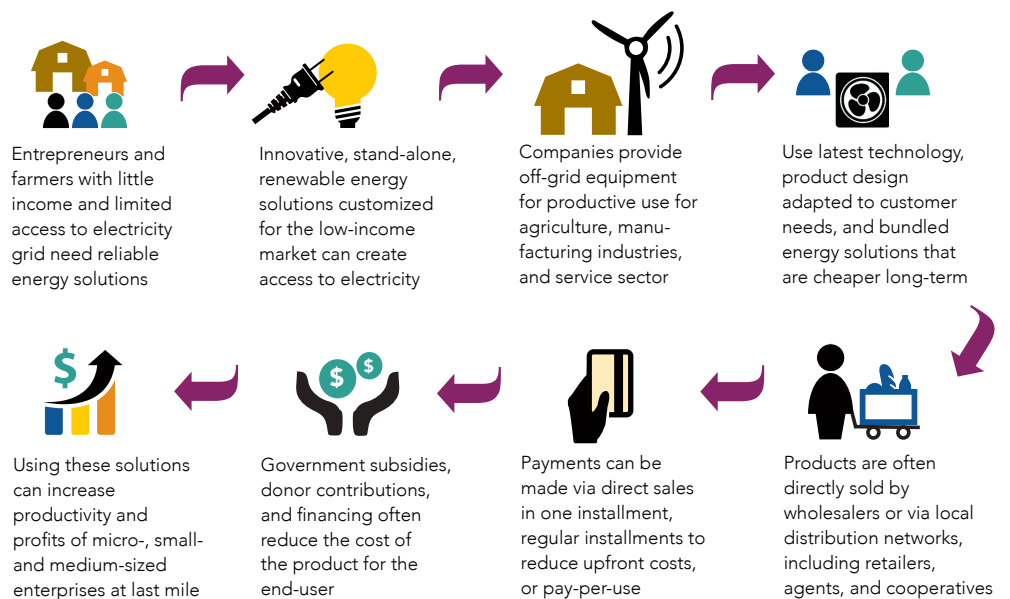 Entrepreneurs and
farmers with little
income and limited
access to electricity
grid need reliable
energy solutions
Innovative, stand-alone,
renewable energy
solutions customized
for the low-income
market can create
access to electricity
Companies provide
off-grid equipment
for productive use for
agriculture, manu-
facturing industries,
and service sector
Use latest technology,
product design
adapted to customer
needs, and bundled
energy solutions that
are cheaper long-term
$
Using these solutions
can increase
productivity and
profits of micro-, small-
and medium-sized
enterprises at last mile
$ $
Government subsidies,
donor contributions,
and financing often
reduce the cost of
the product for the
end-user
Payments can be
made via direct sales
in one installment,
regular installments to
reduce upfront costs,
or pay-per-use
Products are often
directly sold by
wholesalers or via local
distribution networks,
including retailers,
agents, and cooperatives